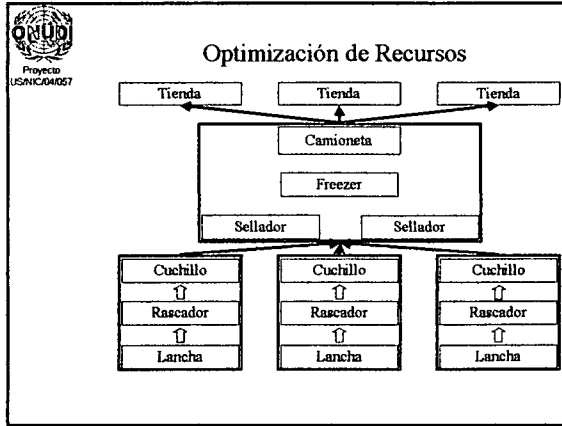 ONUDI
Proyecto
US/NIC/04/057
Optimización de Recursos
Tienda Tienda Tienda
Camioneta
Freezer
Sellador Sellador
Cuchillo Cuchillo Cuchillo
Rascador Rascador Rascador
Lancha Lancha Lancha